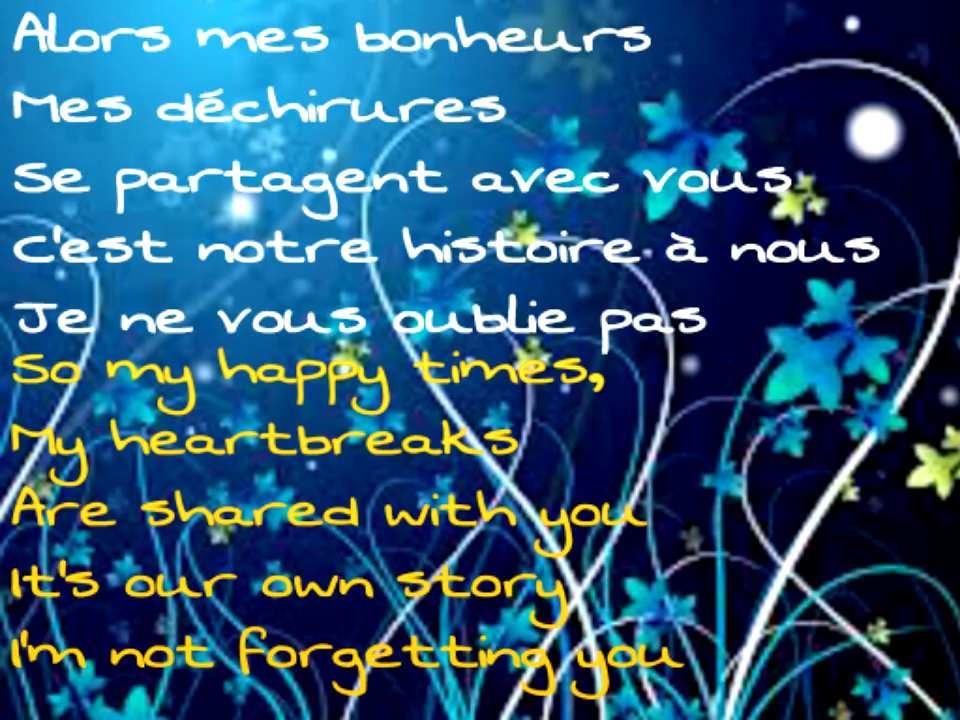 Alors mes bonheurs
Mes déchirures
Se partagent avec vous
C'est notre histoire à nous
Je ne vous oublie pas
So my happy times,
My heartbreaks
Are shared with you
It's our own story
I'm not forgetting you